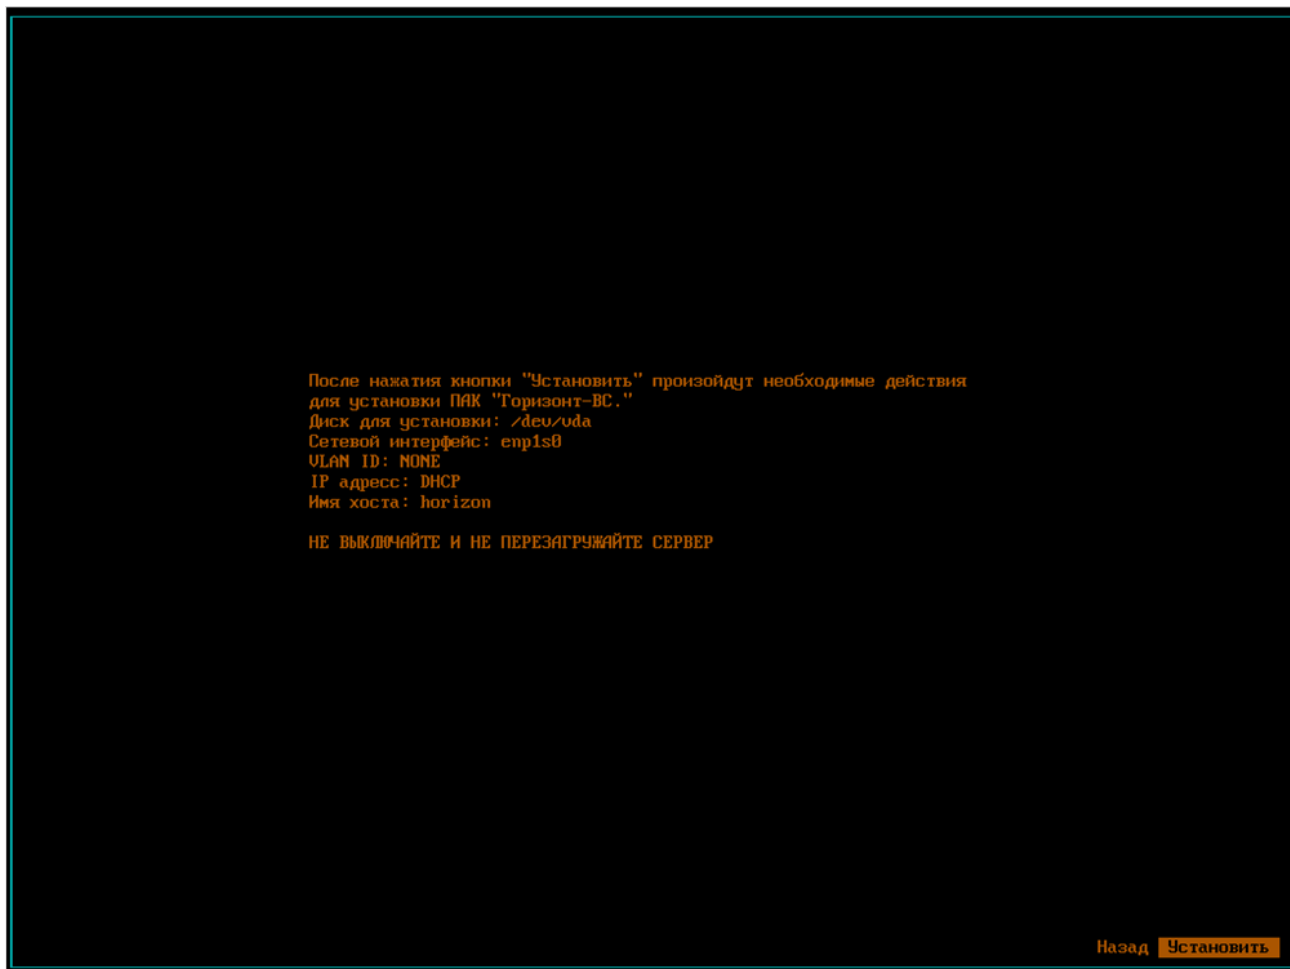 После нажатия кнопки "Установить" произойдут необходимые действия
для установки ПАК "Горизонт-ВС."
Диск для установки: /dev/vda
Сетевой интерфейс: enp1s0
VLAN ID: NONE
IP адресс: DHCP
Имя хоста: horizon
НЕ ВЫКЛЮЧАЙТЕ И НЕ ПЕРЕЗАГРУЖАЙТЕ СЕРВЕР
Назад Установить